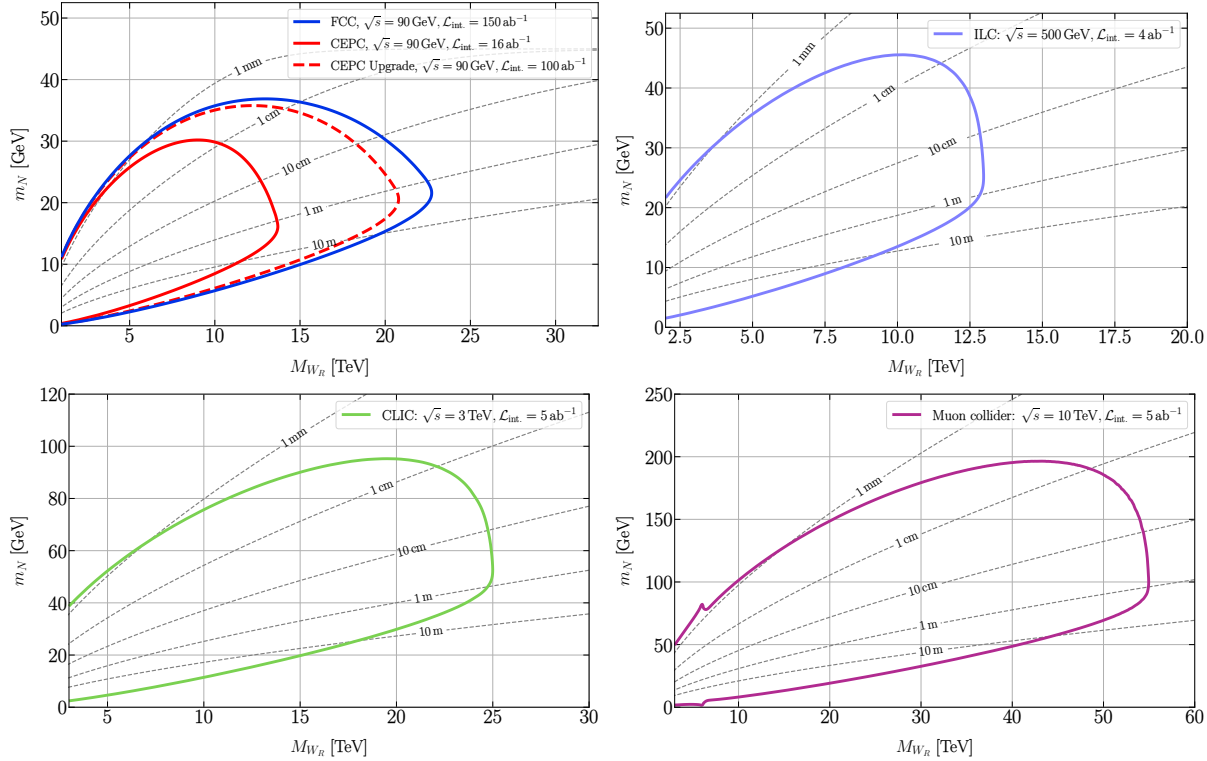 FCC, √s = 90 GeV, ℒint. = 150 ab⁻¹
CEPC, √s = 90 GeV, ℒint. = 16 ab⁻¹
CEPC Upgrade, √s = 90 GeV, ℒint. = 100 ab⁻¹
1 mm
1 cm
10 cm
1 m
10 m
50
40
30
20
10
0
m_N [GeV]
5
10
15
20
25
30
M_{W_R} [TeV]
ILC: √s = 500 GeV, ℒint. = 4 ab⁻¹
1 mm
1 cm
10 cm
1 m
10 m
50
40
30
20
10
0
m_N [GeV]
2.5
5.0
7.5
10.0
12.5
15.0
17.5
20.0
M_{W_R} [TeV]
CLIC: √s = 3 TeV, ℒint. = 5 ab⁻¹
1 mm
1 cm
10 cm
1 m
10 m
120
100
80
60
40
20
0
m_N [GeV]
5
10
15
20
25
30
M_{W_R} [TeV]
Muon collider: √s = 10 TeV, ℒint. = 5 ab⁻¹
1 mm
1 cm
10 cm
1 m
10 m
250
200
150
100
50
0
m_N [GeV]
10
20
30
40
50
60
M_{W_R} [TeV]